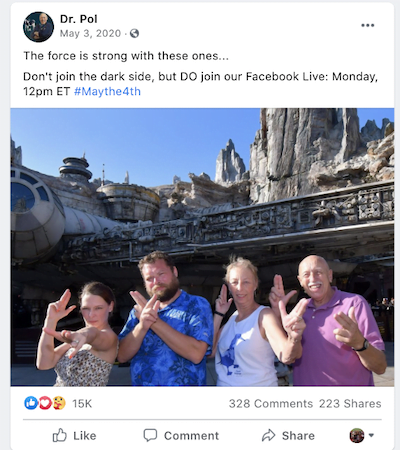 Dr. Pol
May 3, 2020 ·
The force is strong with these ones...
Don't join the dark side, but DO join our Facebook Live: Monday,
12pm ET #Maythe4th
15K
328 Comments 223 Shares
Like
Comment
Share